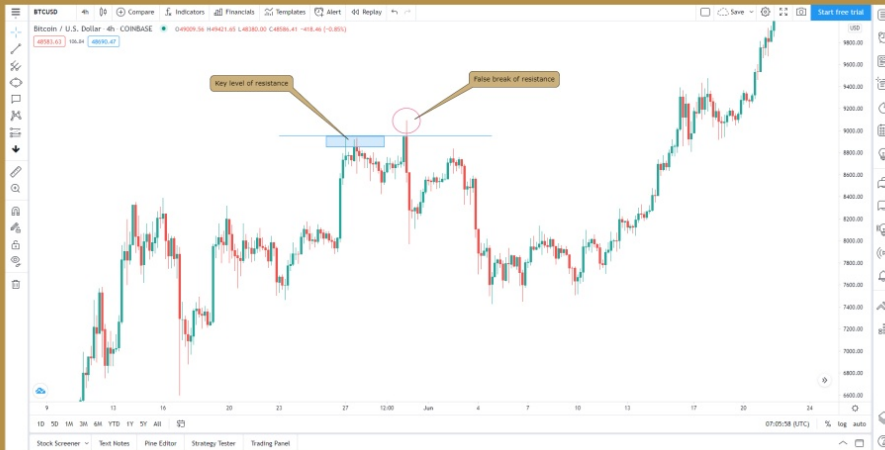 BTCUSD 4h Compare Indicators Financials Templates Alert Replay Save Start free trial
Bitcoin / U.S. Dollar 4h COINBASE O49009.56 H49421.65 L48380.00 C48586.41 −418.46 (−0.85%)
48583.63 106.84 48690.47
USD
Key level of resistance
False break of resistance
9800.00
9400.00
9200.00
9000.00
8800.00
8600.00
8400.00
8200.00
8000.00
7800.00
7600.00
7400.00
7200.00
7000.00
6800.00
6600.00
9 13 16 20 23 27 12:00 Jun 4 7 10 13 17 20 24
1D 5D 1M 3M 6M YTD 1Y 5Y All 07:05:58 (UTC) % log auto
Stock Screener Text Notes Pine Editor Strategy Tester Trading Panel